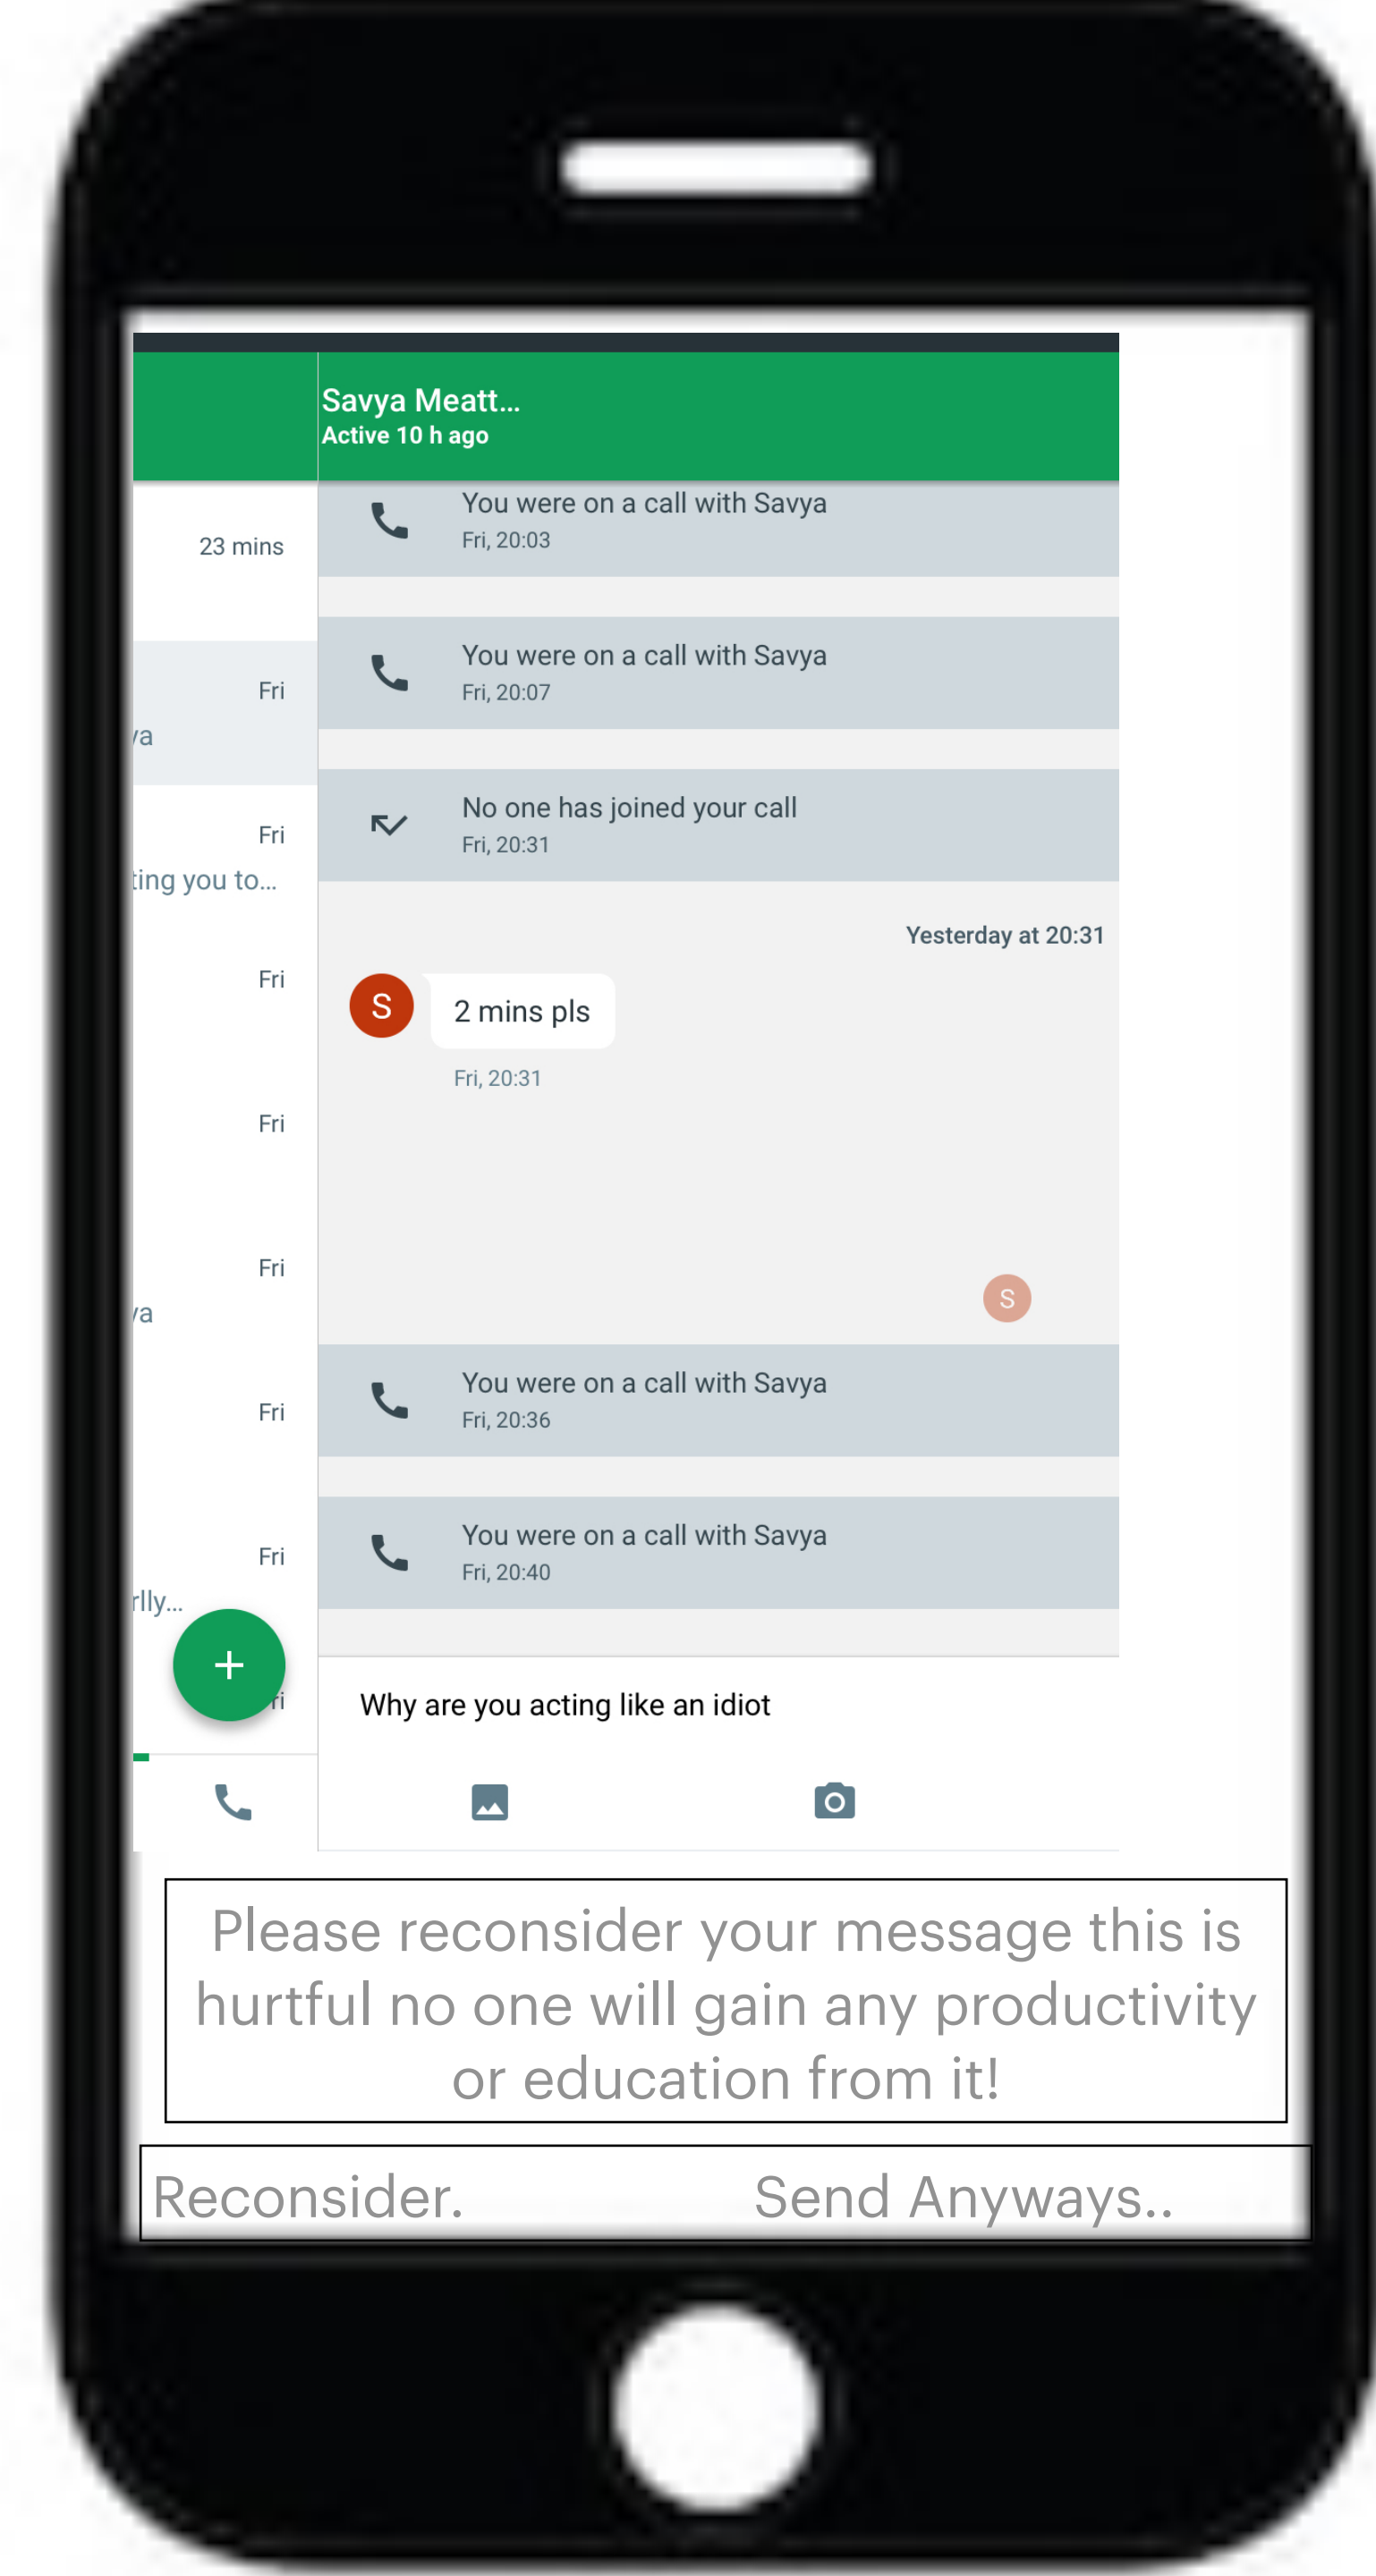 Savya Meatt...
Active 10 h ago
23 mins
Fri
ya
Fri
ting you to...
Fri
Fri
Fri
ya
Fri
Fri
rlly...
ri
You were on a call with Savya
Fri, 20:03
You were on a call with Savya
Fri, 20:07
No one has joined your call
Fri, 20:31
Yesterday at 20:31
S
2 mins pls
Fri, 20:31
S
You were on a call with Savya
Fri, 20:36
You were on a call with Savya
Fri, 20:40
Why are you acting like an idiot
Please reconsider your message this is
hurtful no one will gain any productivity
or education from it!
Reconsider. Send Anyways..